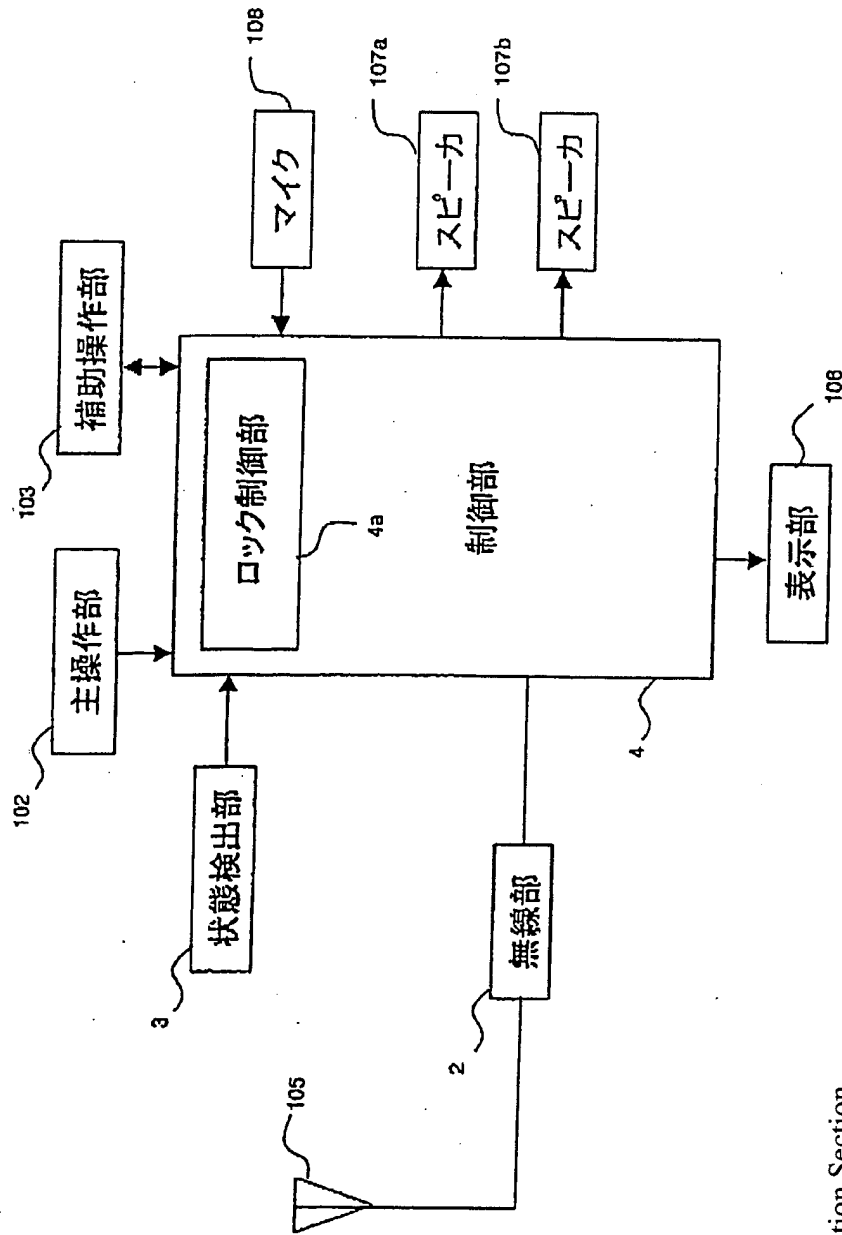 105
2
無線部
3
状態検出部
102
主操作部
103
補助操作部
ロック制御部
4a
制御部
4
マイク
108
スピーカ
107a
スピーカ
107b
表示部
106
tion Section